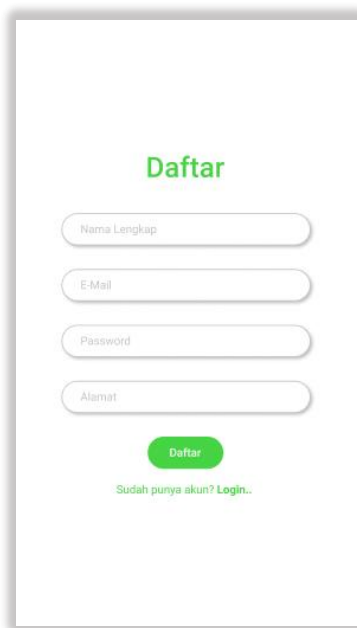 Daftar
Nama Lengkap
E-Mail
Password
Alamat
Daftar
Sudah punya akun? Login..